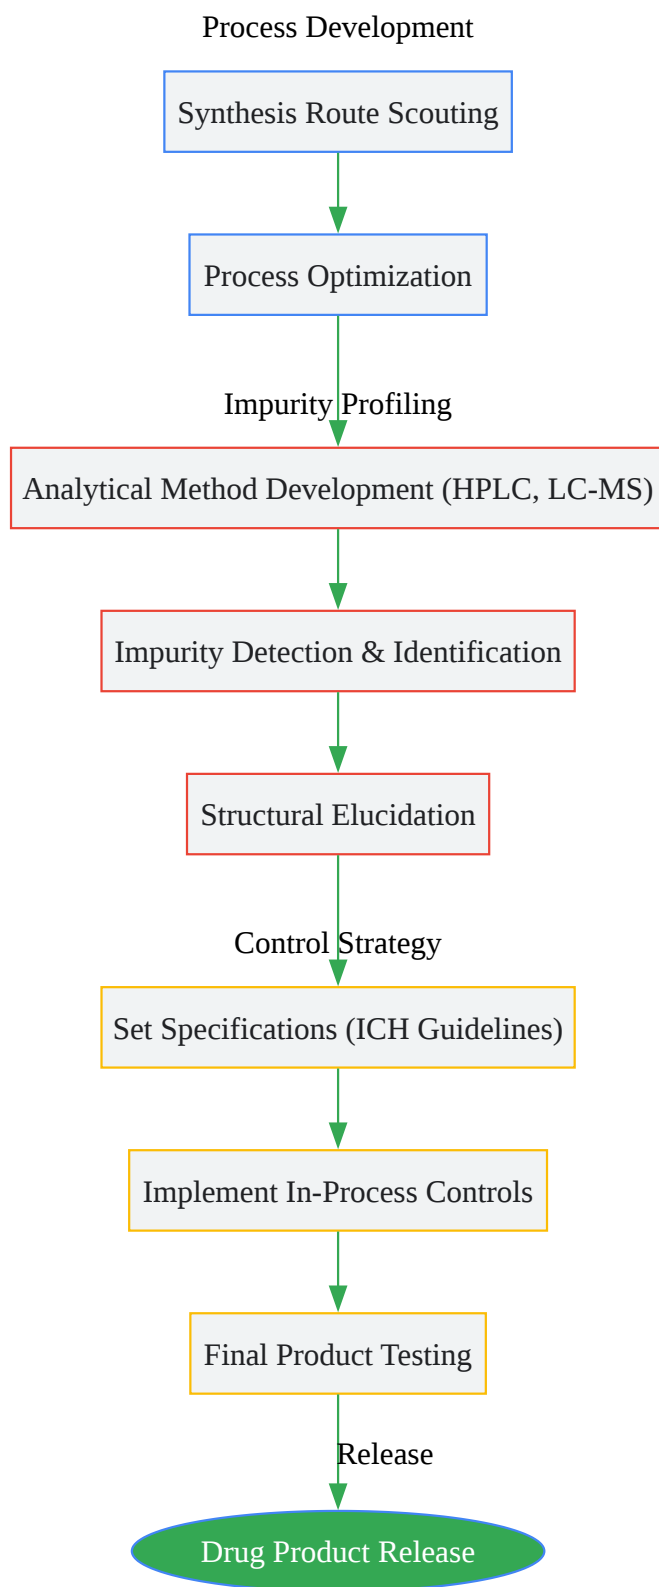 Process Development
Synthesis Route Scouting
Process Optimization
Impurity Profiling
Analytical Method Development (HPLC, LC-MS)
Impurity Detection & Identification
Structural Elucidation
Control Strategy
Set Specifications (ICH Guidelines)
Implement In-Process Controls
Final Product Testing
Release
Drug Product Release